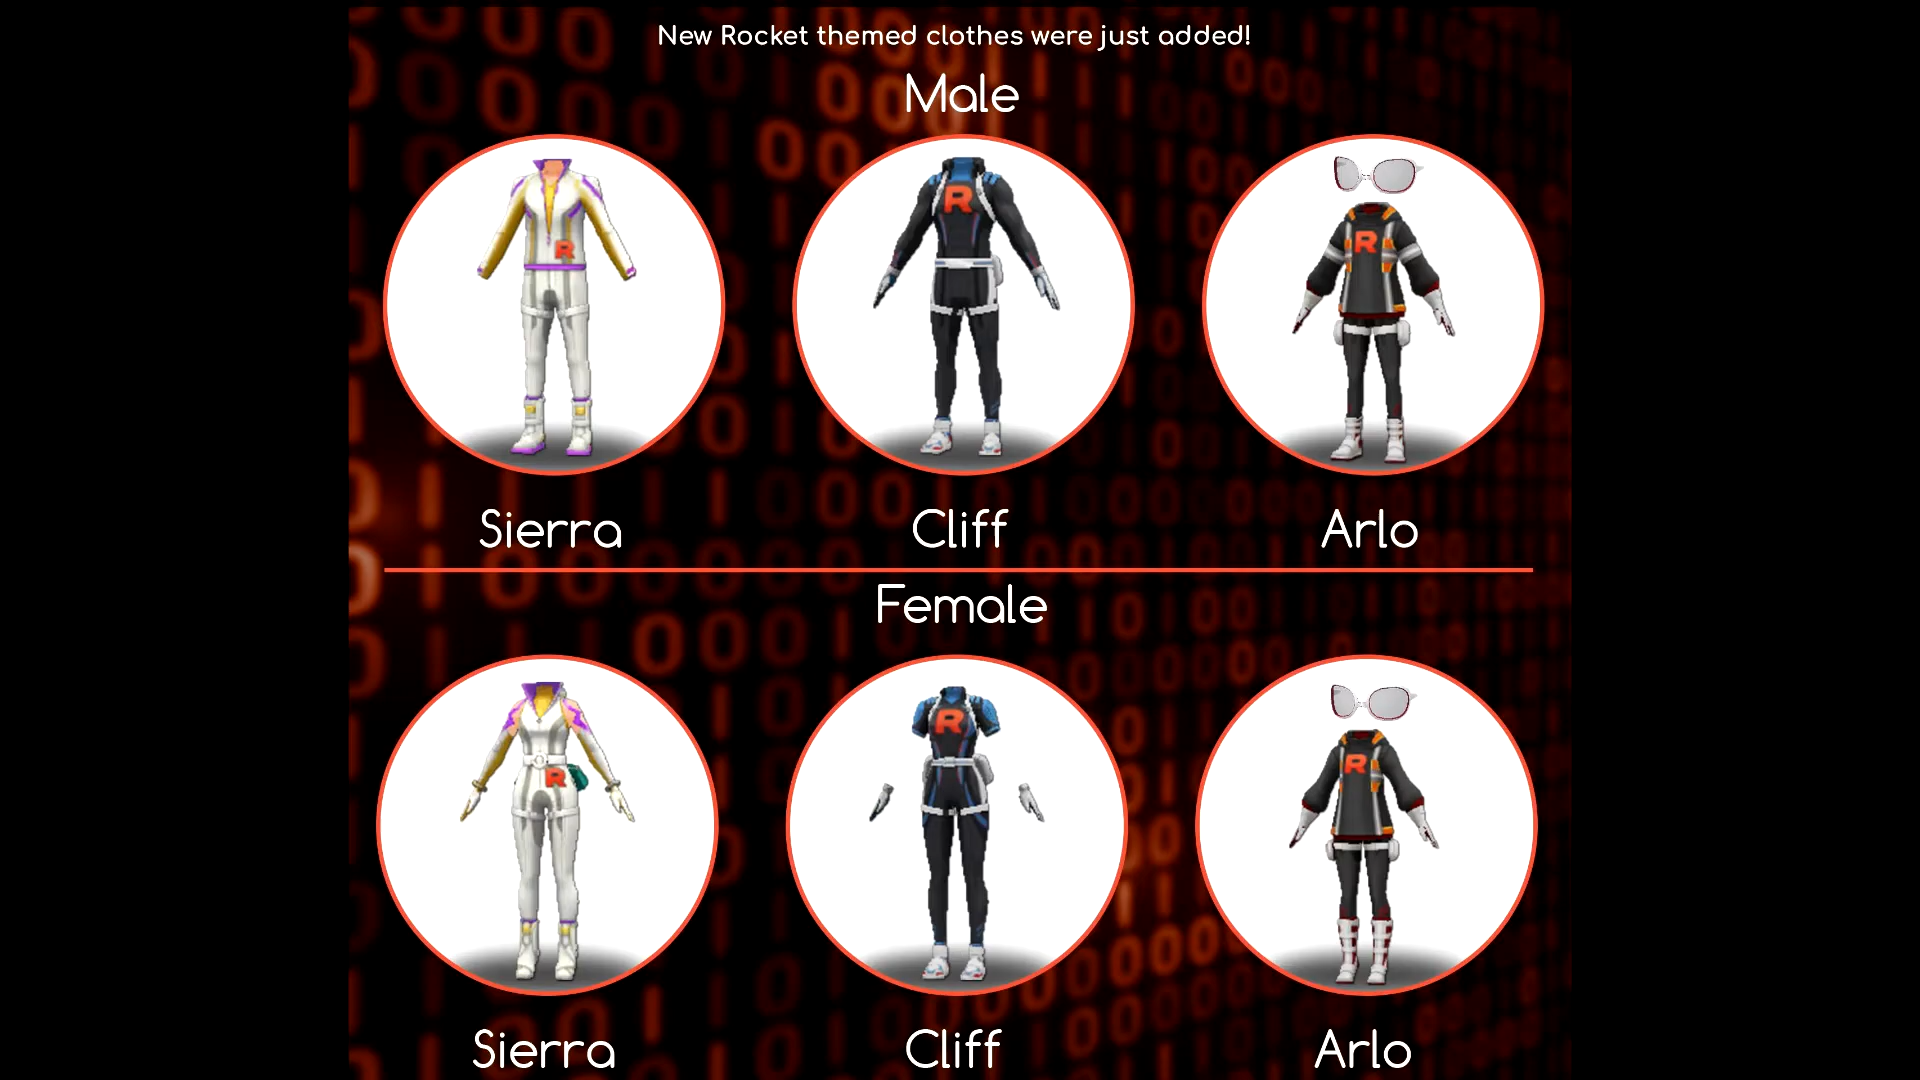 New Rocket themed clothes were just added!
Male
R
R
R
Sierra
Cliff
Arlo
Female
R
R
R
Sierra
Cliff
Arlo